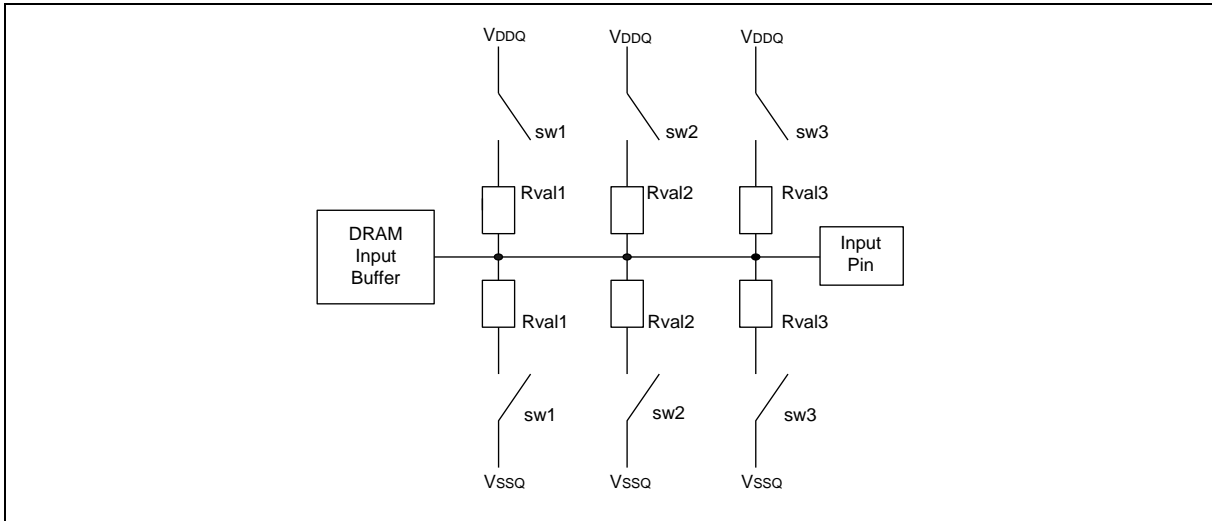 VDDQ VDDQ VDDQ
sw1 sw2 sw3
Rval1 Rval2 Rval3
DRAM
Input
Buffer
Input
Pin
Rval1 Rval2 Rval3
sw1 sw2 sw3
VSSQ VSSQ VSSQ